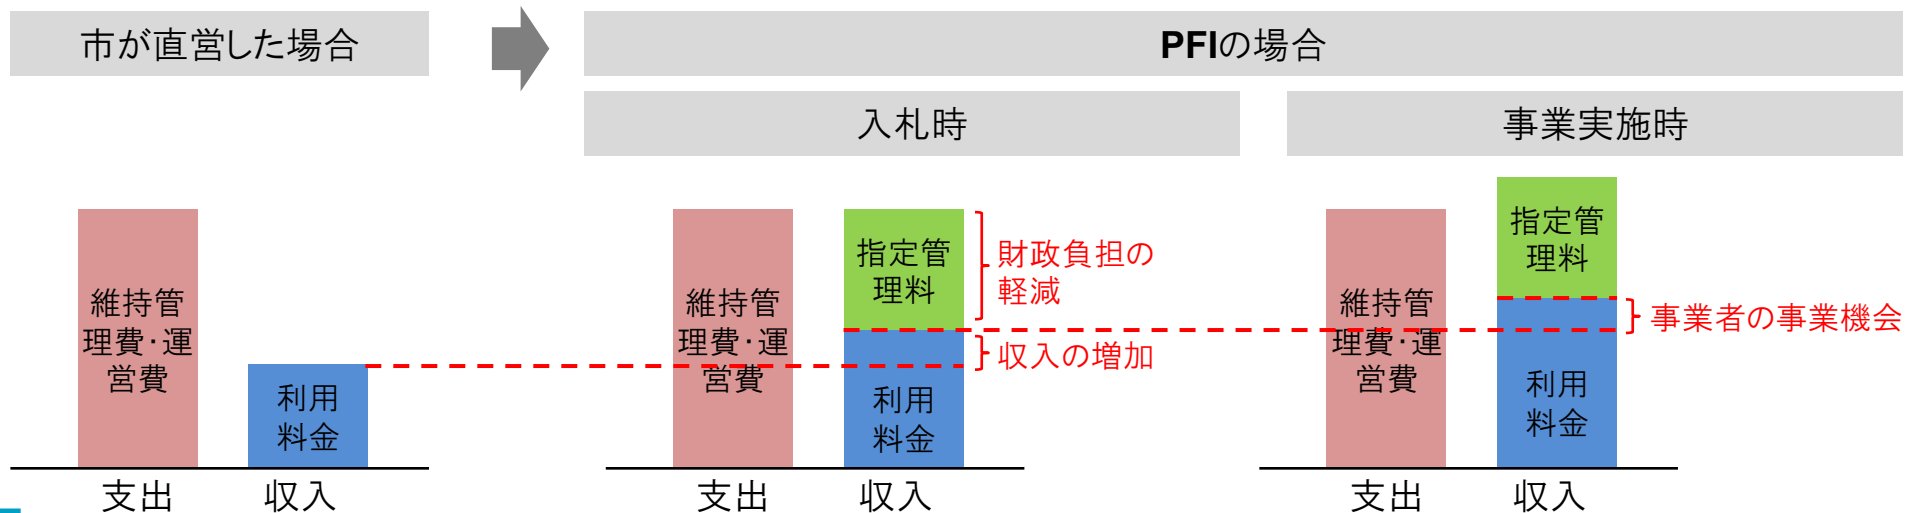 市が直営した場合
PFIの場合
入札時
事業実施時
維持管
理費・運
営費
利用
料金
支出
収入
維持管
理費・運
営費
指定管
理料
利用
料金
財政負担の
軽減
収入の増加
支出
収入
維持管
理費・運
営費
指定管
理料
利用
料金
事業者の事業機会
支出
収入